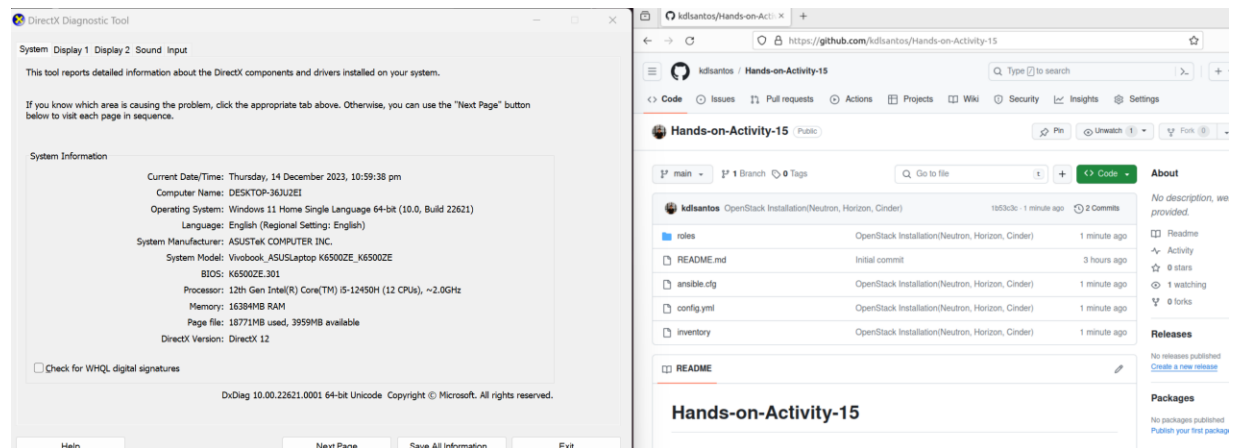 DirectX Diagnostic Tool
System Display 1 Display 2 Sound Input
This tool reports detailed information about the DirectX components and drivers installed on your system.
If you know which area is causing the problem, click the appropriate tab above. Otherwise, you can use the "Next Page" button
below to visit each page in sequence.
System Information
Current Date/Time: Thursday, 14 December 2023, 10:59:38 pm
Computer Name: DESKTOP-36JU2EI
Operating System: Windows 11 Home Single Language 64-bit (10.0, Build 22621)
Language: English (Regional Setting: English)
System Manufacturer: ASUSTeK COMPUTER INC.
System Model: Vivobook_ASUSLaptop K6500ZE_K6500ZE
BIOS: K6500ZE.301
Processor: 12th Gen Intel(R) Core(TM) i5-12450H (12 CPUs), ~2.0GHz
Memory: 16384MB RAM
Page file: 18771MB used, 3959MB available
DirectX Version: DirectX 12
Check for WHQL digital signatures
DxDiag 10.00.22621.0001 64-bit Unicode Copyright © Microsoft. All rights reserved.
Help Next Page Save All Information Exit
kdlsantos/Hands-on-Acti
https://github.com/kdlsantos/Hands-on-Activity-15
kdlsantos / Hands-on-Activity-15 Type / to search
Code Issues Pull requests Actions Projects Wiki Security Insights Settings
Hands-on-Activity-15 Public Pin Unwatch 1 Fork 0
main 1 Branch 0 Tags Go to file t Code
kdlsantos OpenStack Installation(Neutron, Horizon, Cinder) 1b53c3c · 1 minute ago 2 Commits
roles OpenStack Installation(Neutron, Horizon, Cinder) 1 minute ago
README.md Initial commit 3 hours ago
ansible.cfg OpenStack Installation(Neutron, Horizon, Cinder) 1 minute ago
config.yml OpenStack Installation(Neutron, Horizon, Cinder) 1 minute ago
inventory OpenStack Installation(Neutron, Horizon, Cinder) 1 minute ago
README
Hands-on-Activity-15
About
No description, we
provided.
Readme
Activity
0 stars
1 watching
0 forks
Releases
No releases published
Create a new release
Packages
No packages published
Publish your first package